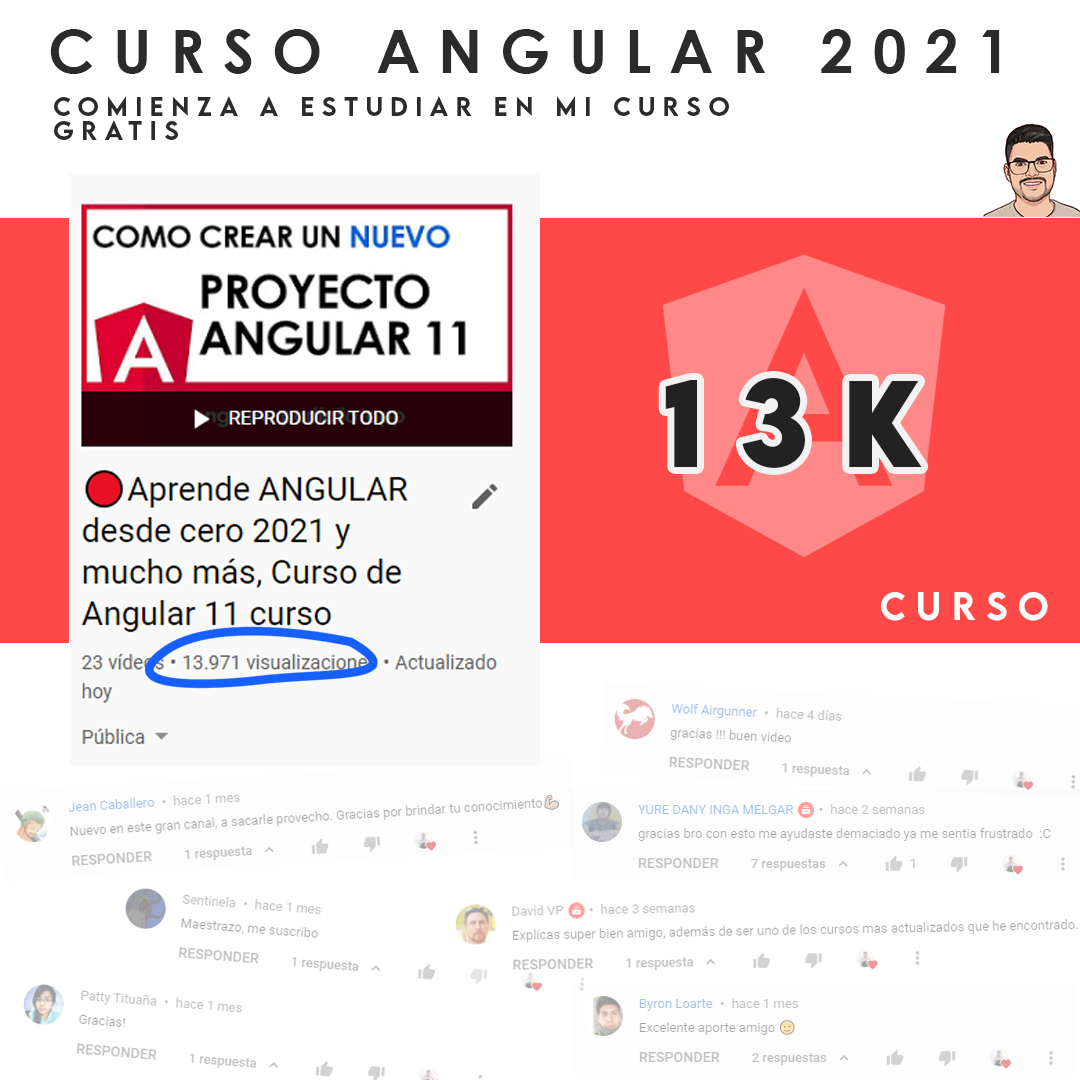 CURSO ANGULAR 2021
COMIENZA A ESTUDIAR EN MI CURSO
GRATIS
COMO CREAR UN NUEVO
PROYECTO
ANGULAR 11
REPRODUCIR TODO
Aprende ANGULAR
desde cero 2021 y
mucho más, Curso de
Angular 11 curso
23 vídeos • 13.971 visualizacione • Actualizado
hoy
Pública
13K
CURSO
Wolf Airgunner • hace 4 días
gracias !!! buen video
RESPONDER 1 respuesta
Jean Caballero • hace 1 mes
Nuevo en este gran canal, a sacarle provecho. Gracias por brindar tu conocimiento💪
RESPONDER 1 respuesta
YURE DANY INGA MELGAR • hace 2 semanas
gracias bro con esto me ayudaste demaciado ya me sentia frustrado :C
RESPONDER 7 respuestas 1
Sentinela • hace 1 mes
Maestrazo, me suscribo
RESPONDER 1 respuesta
David VP • hace 3 semanas
Explicas super bien amigo, además de ser uno de los cursos mas actualizados que he encontrado.
RESPONDER 1 respuesta
Patty Tituaña • hace 1 mes
Gracias!
RESPONDER 1 respuesta
Byron Loarte • hace 1 mes
Excelente aporte amigo 😉
RESPONDER 2 respuestas